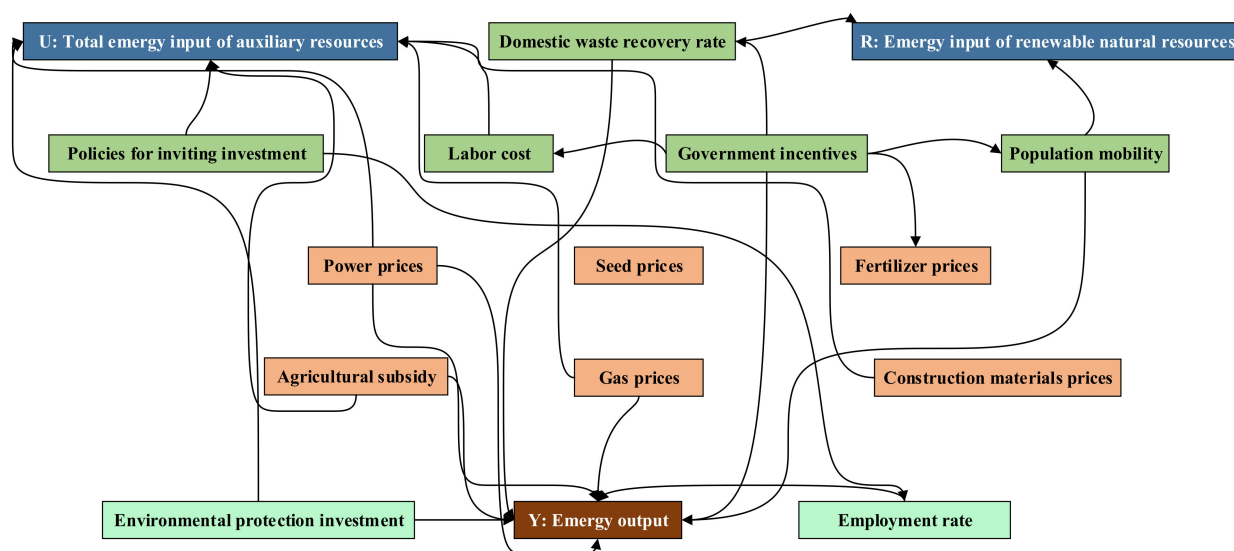 U: Total emergy input of auxiliary resources
Domestic waste recovery rate
R: Emergy input of renewable natural resources
Policies for inviting investment
Labor cost
Government incentives
Population mobility
Power prices
Seed prices
Fertilizer prices
Agricultural subsidy
Gas prices
Construction materials prices
Environmental protection investment
Y: Emergy output
Employment rate